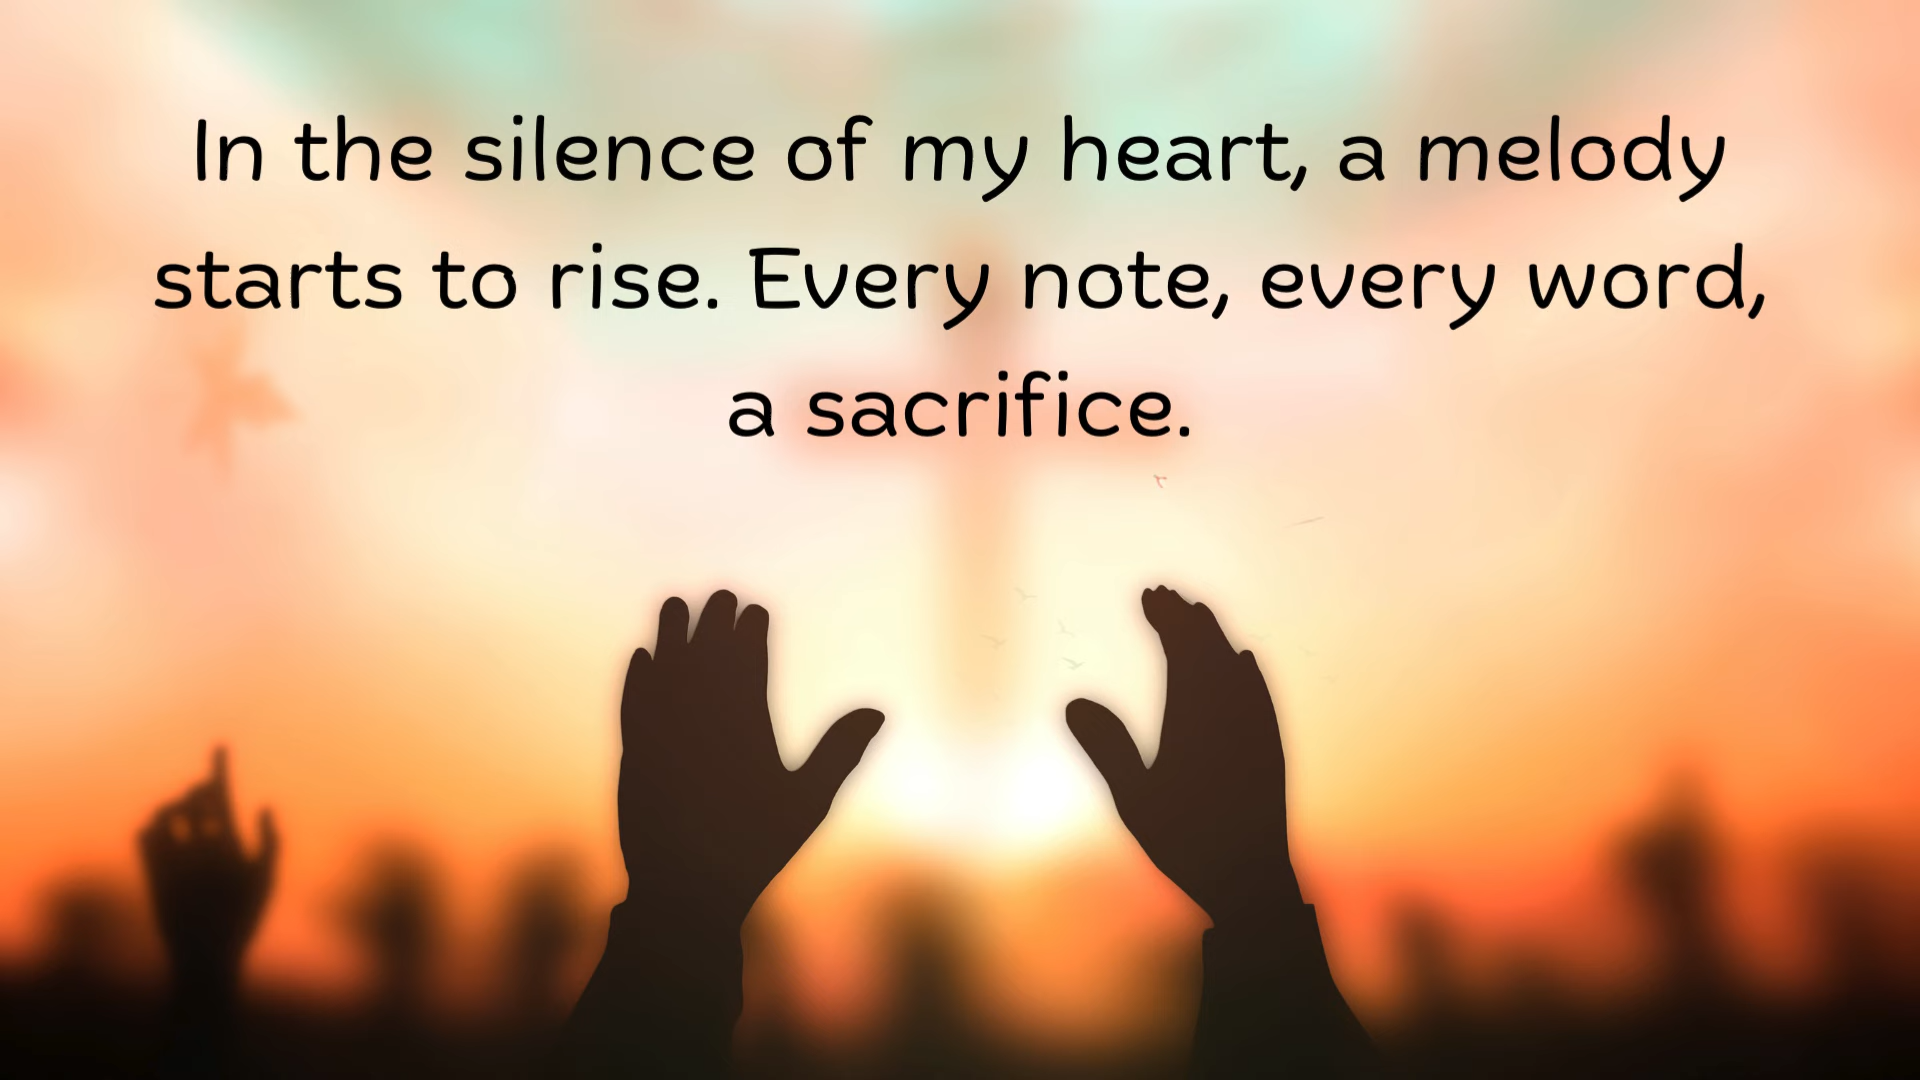 In the silence of my heart, a melody
starts to rise. Every note, every word,
a sacrifice.